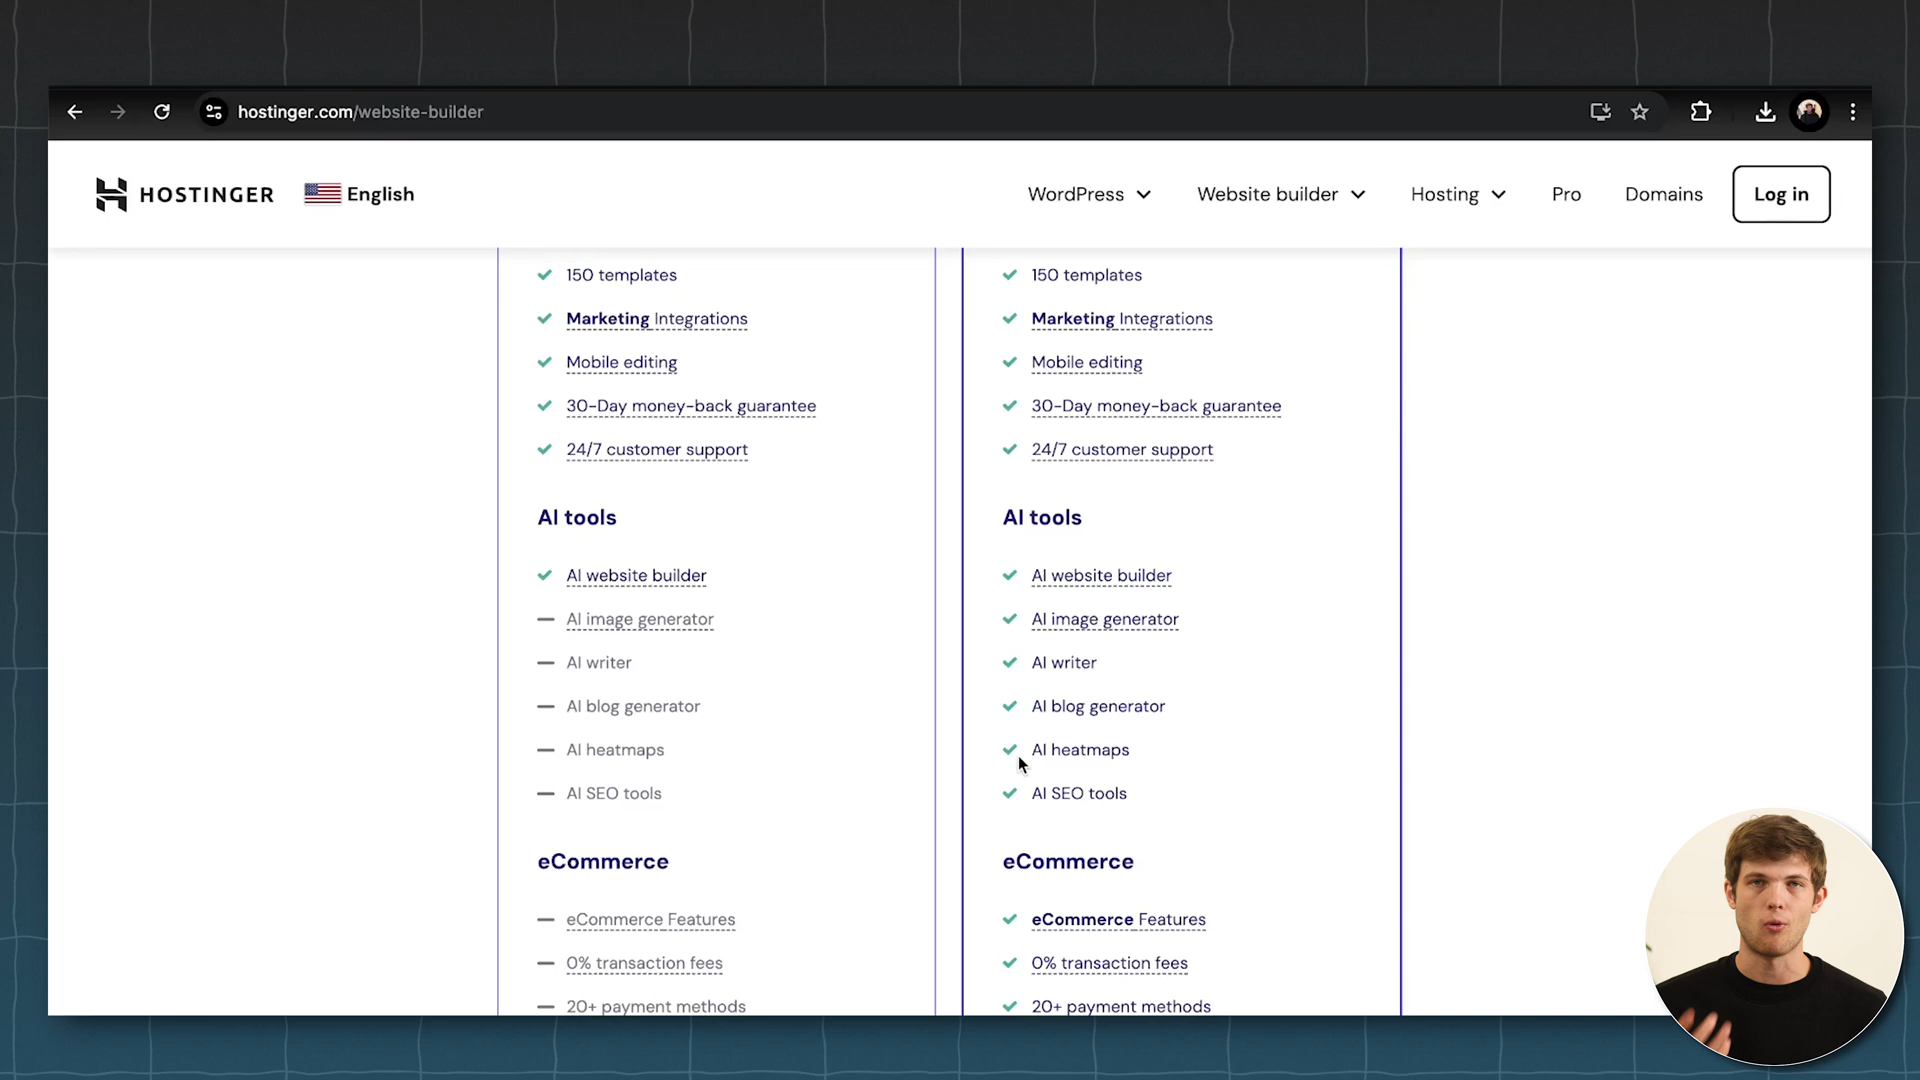 hostinger.com/website-builder
HOSTINGER English WordPress Website builder Hosting Pro Domains Log in
150 templates
Marketing Integrations
Mobile editing
30-Day money-back guarantee
24/7 customer support
AI tools
AI website builder
AI image generator
AI writer
AI blog generator
AI heatmaps
AI SEO tools
eCommerce
eCommerce Features
0% transaction fees
20+ payment methods
150 templates
Marketing Integrations
Mobile editing
30-Day money-back guarantee
24/7 customer support
AI tools
AI website builder
AI image generator
AI writer
AI blog generator
AI heatmaps
AI SEO tools
eCommerce
eCommerce Features
0% transaction fees
20+ payment methods